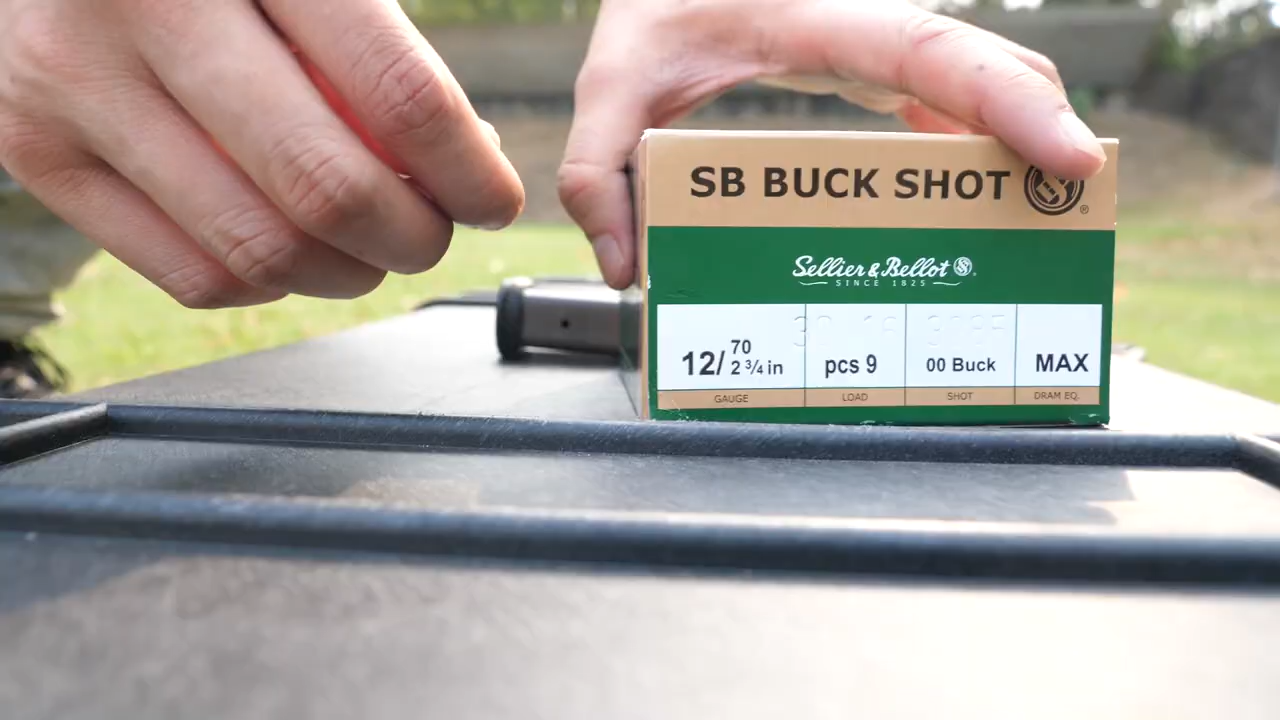 SB BUCK SHOT
®
Sellier & Bellot
SINCE 1825
12/ 70
2 3/4 in
pcs 9
00 Buck
MAX
GAUGE
LOAD
SHOT
DRAM EQ.